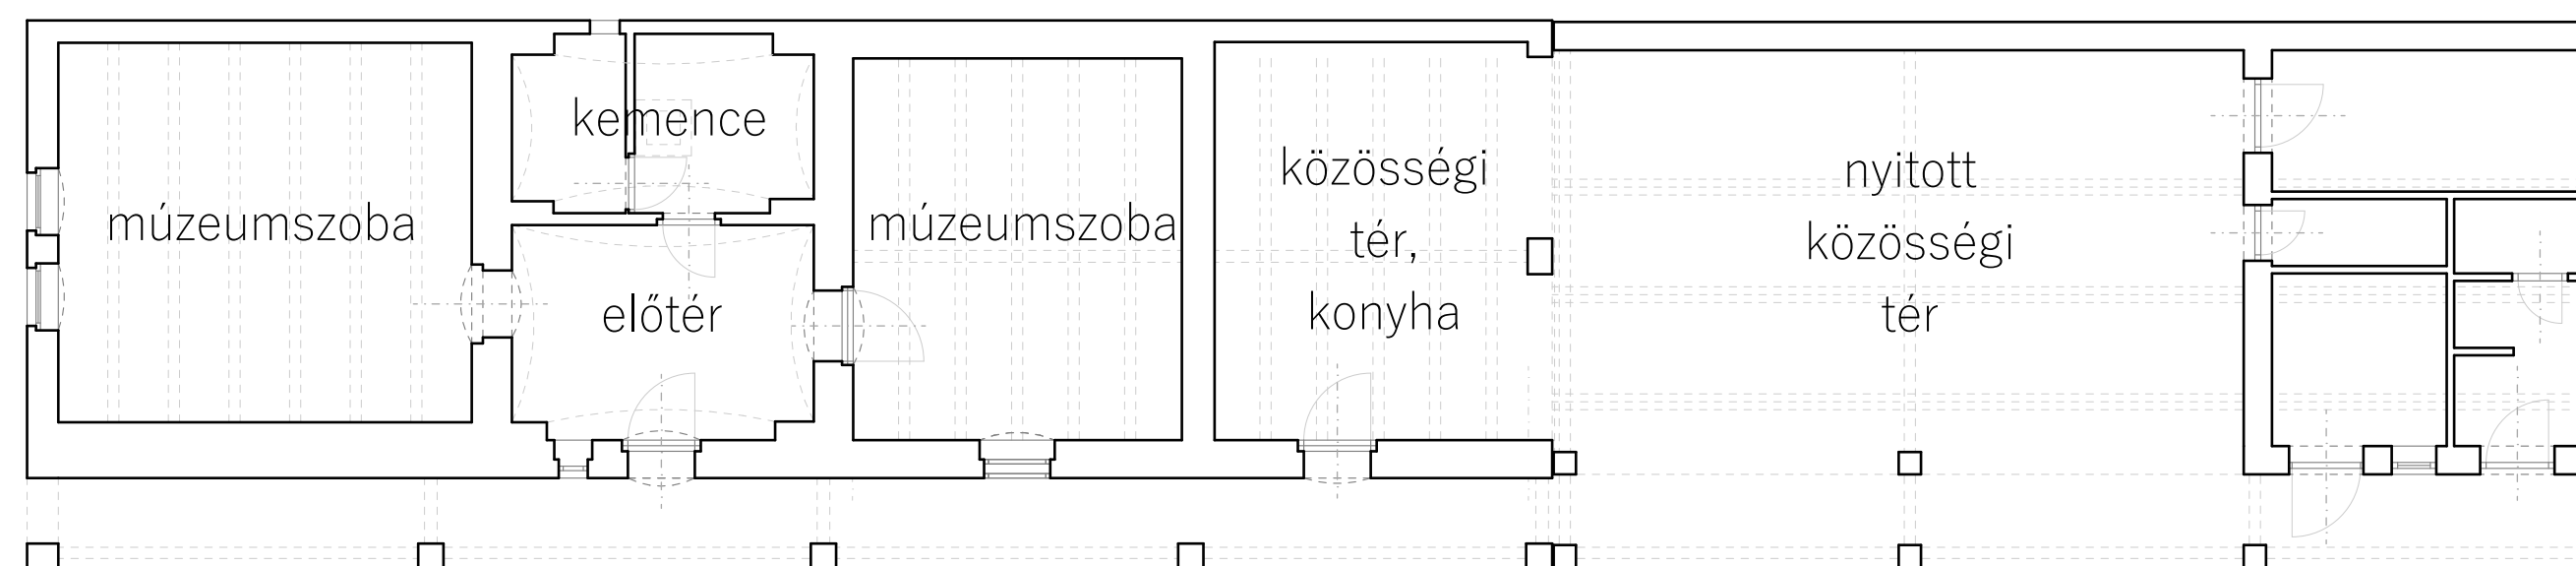 múzeumszoba
kemence
előtér
múzeumszoba
közösségi
tér,
konyha
nyitott
közösségi
tér